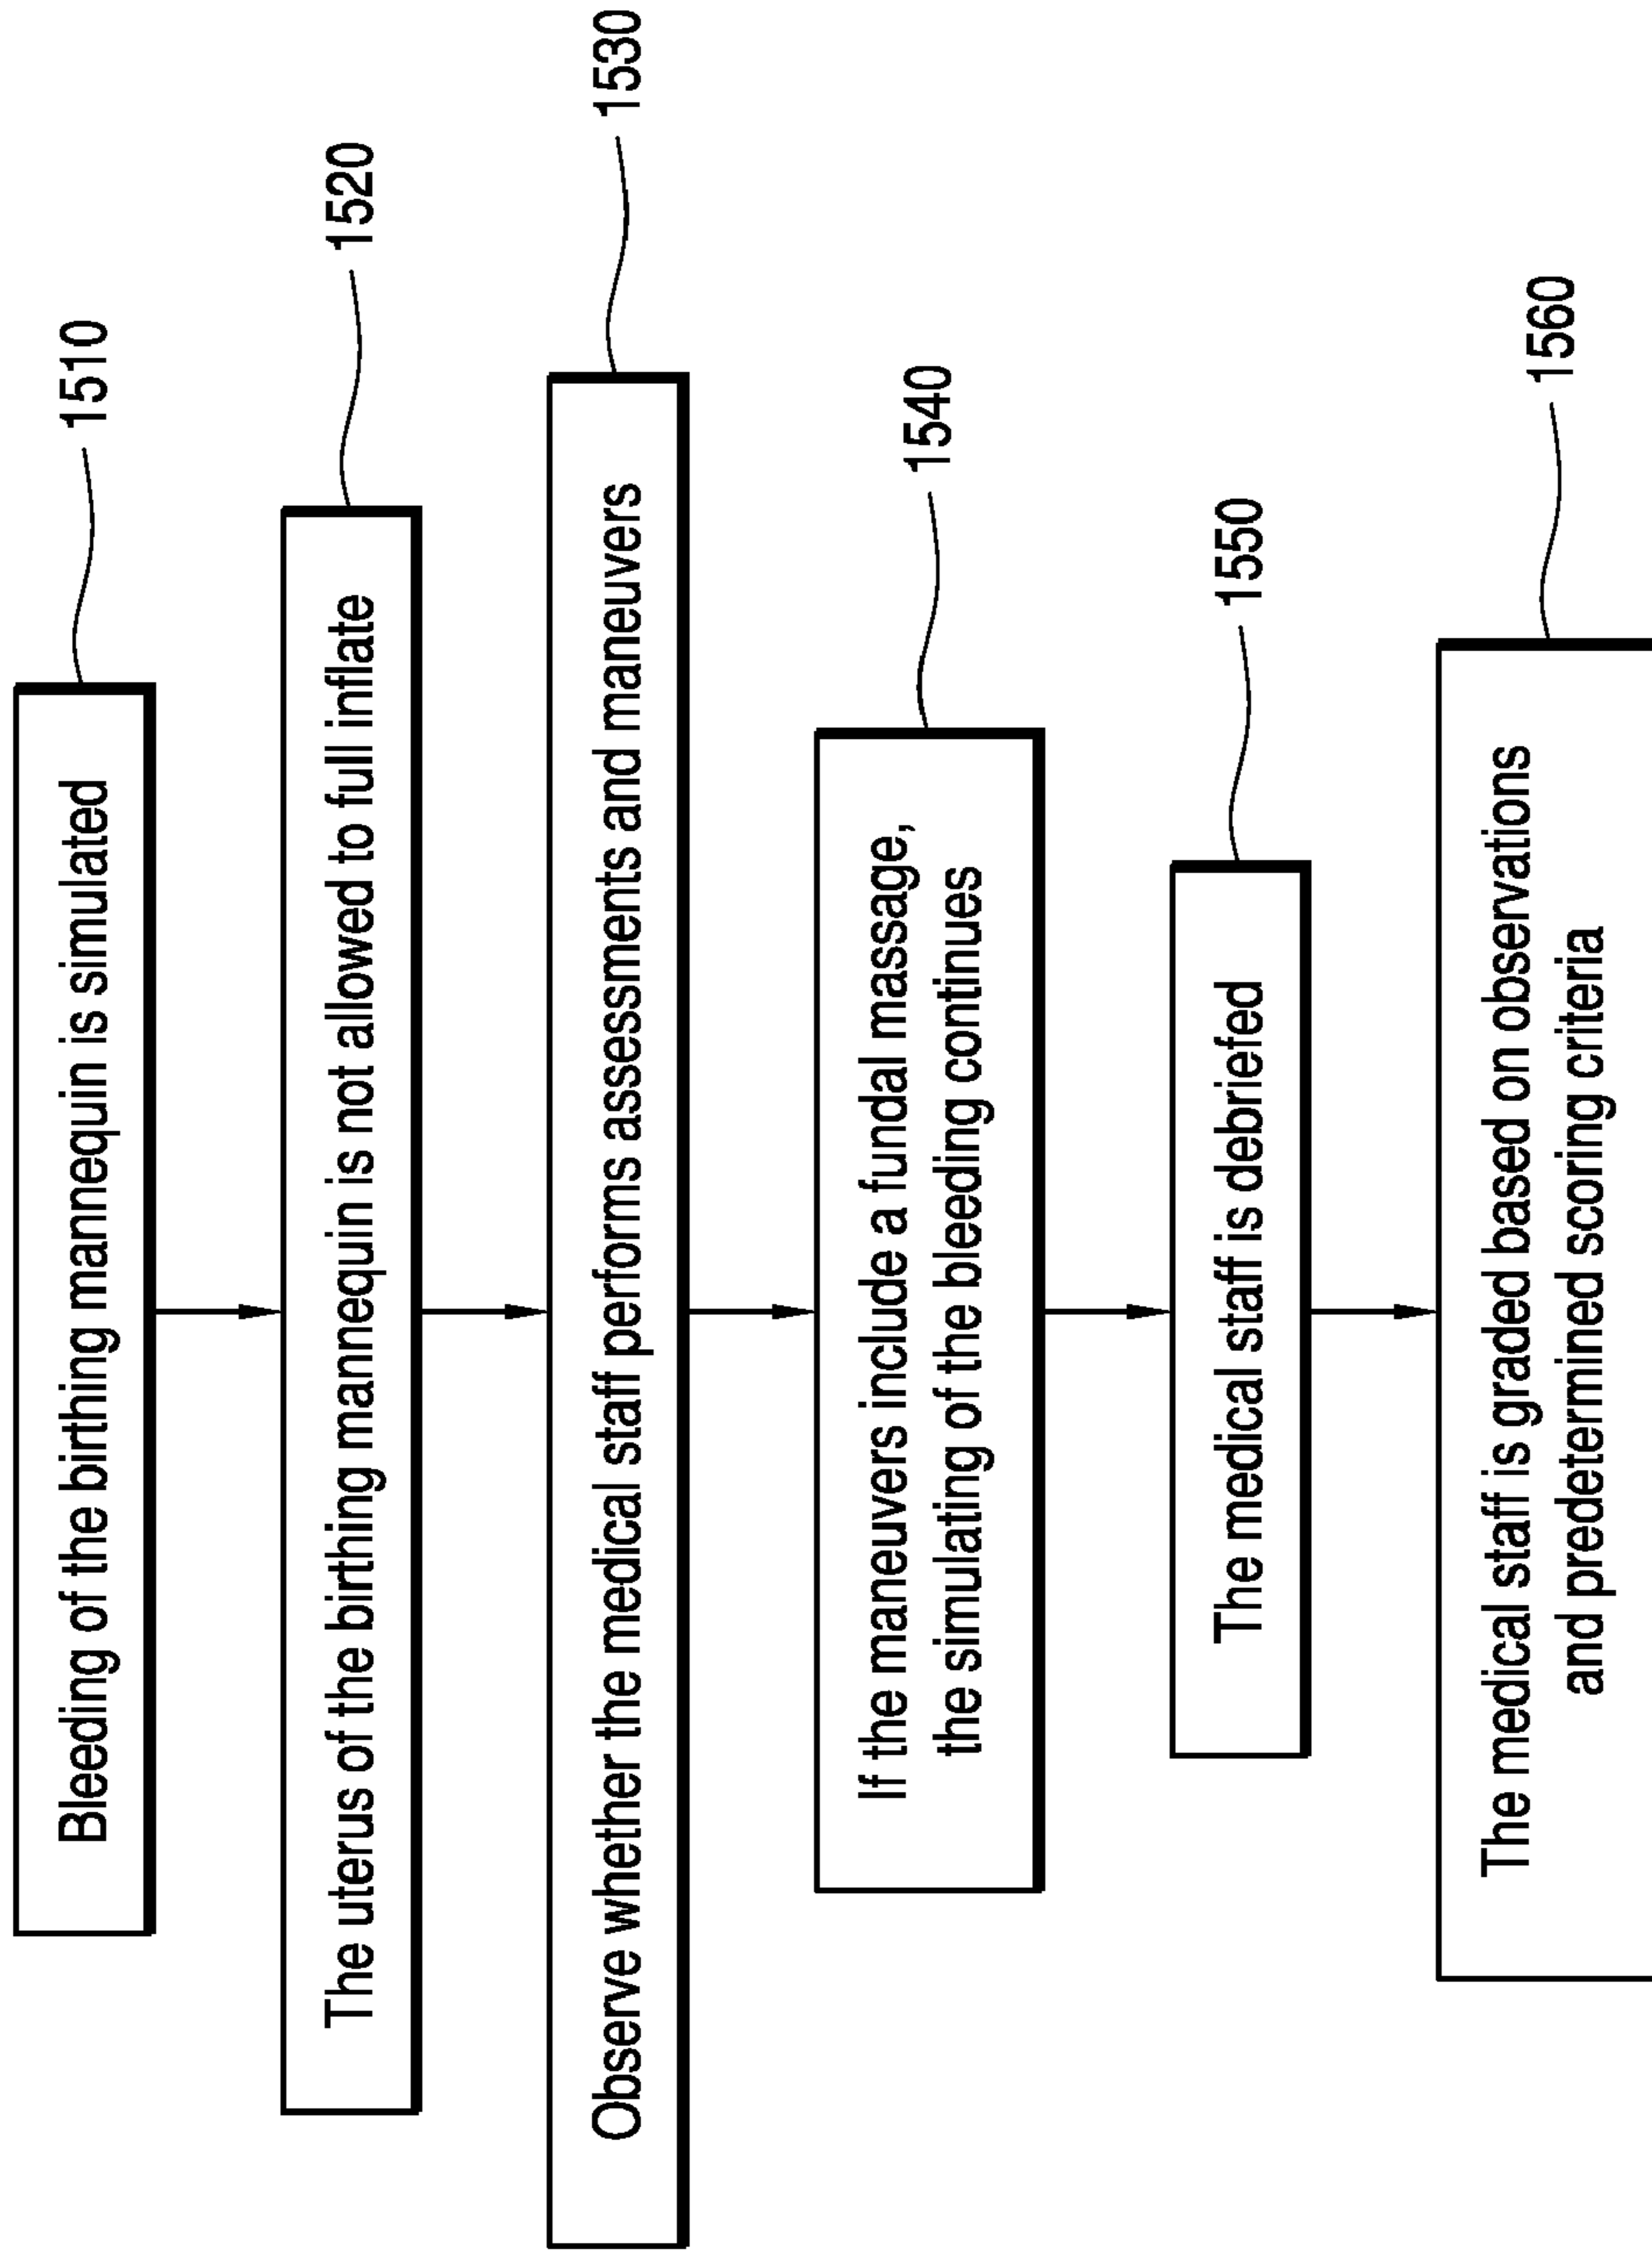 Bleeding of the birthing mannequin is simulated
1510
The uterus of the birthing mannequin is not allowed to full inflate
1520
Observe whether the medical staff performs assessments and maneuvers
1530
If the maneuvers include a fundal massage,
the simulating of the bleeding continues
1540
The medical staff is debriefed
1550
The medical staff is graded based on observations
and predetermined scoring criteria
1560